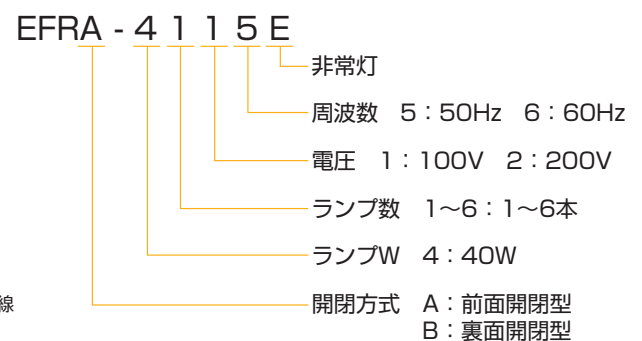 EFRA - 4 1 1 5 E
非常灯
周波数 5：50Hz 6：60Hz
電圧 1：100V 2：200V
ランプ数 1～6：1～6本
ランプW 4：40W
線
開閉方式 A：前面開閉型
B：裏面開閉型